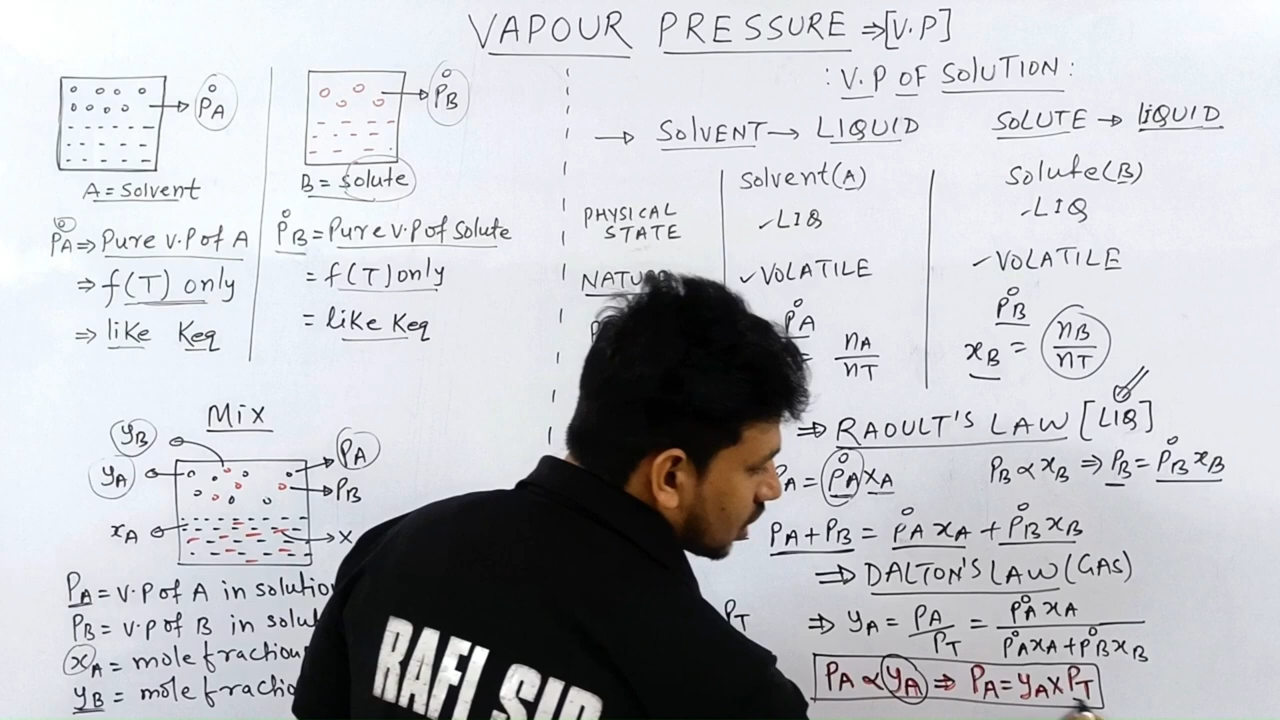 VAPOUR PRESSURE ⇒ [V.P]
P°A
A = Solvent
P°A ⇒ Pure V.P of A
⇒ f(T) only
⇒ like Keq
P°B
B = Solute
P°B = Pure V.P of Solute
= f(T) only
= like Keq
: V.P OF SOLUTION :
→ SOLVENT → LIQUID
SOLUTE → LIQUID
Solvent (A)
Solute (B)
PHYSICAL STATE
LIQ
LIQ
VOLATILE
VOLATILE
P°A
P°B
nA/nT
xB = nB/nT
Mix
yB
yA
xA
PA
PB
x
PA = V.P of A in solution
PB = V.P of B in
xA = mole fraction
yB = mole
⇒ RAOULT'S LAW [LIQ]
= P°A xA
PB ∝ xB ⇒ PB = P°B xB
PA + PB = P°A xA + P°B xB
⇒ DALTON'S LAW (GAS)
PT
⇒ yA = PA/PT = P°A xA / P°A xA + P°B xB
PA ∝ yA ⇒ PA = yA x PT
RAFI SIR